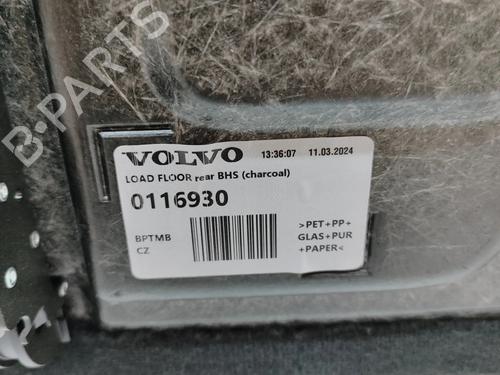 B-PARTS
VOLVO 13:36:07 11.03.2024
LOAD FLOOR rear BHS (charcoal)
0116930
>PET+PP+
BPTMB GLAS+PUR
CZ +PAPER<